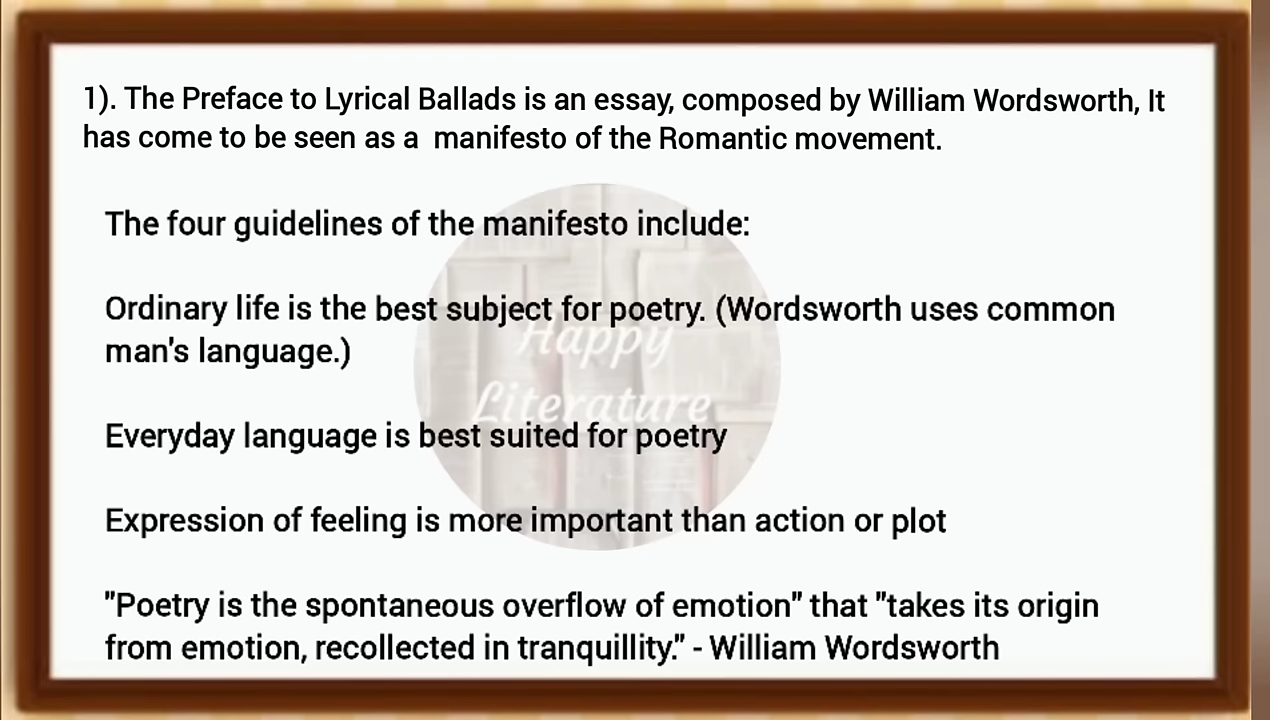 1). The Preface to Lyrical Ballads is an essay, composed by William Wordsworth, It
has come to be seen as a manifesto of the Romantic movement.
The four guidelines of the manifesto include:
Ordinary life is the best subject for poetry. (Wordsworth uses common
man's language.)
Happy
Literature
Everyday language is best suited for poetry
Expression of feeling is more important than action or plot
"Poetry is the spontaneous overflow of emotion" that "takes its origin
from emotion, recollected in tranquillity." - William Wordsworth